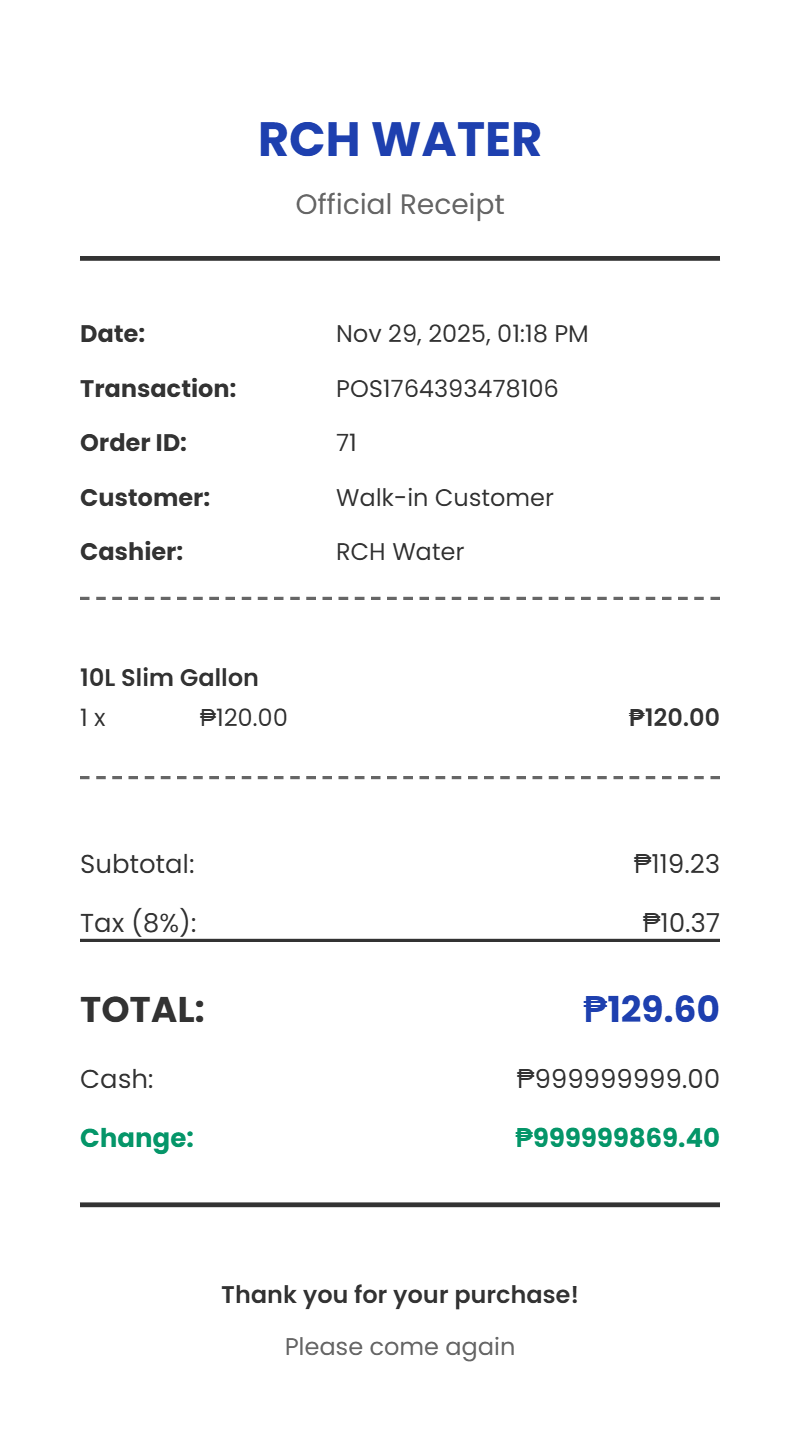 RCH WATER
Official Receipt
Date: Nov 29, 2025, 01:18 PM
Transaction: POS1764393478106
Order ID: 71
Customer: Walk-in Customer
Cashier: RCH Water
10L Slim Gallon
1 x ₱120.00 ₱120.00
Subtotal: ₱119.23
Tax (8%): ₱10.37
TOTAL: ₱129.60
Cash: ₱999999999.00
Change: ₱999999869.40
Thank you for your purchase!
Please come again